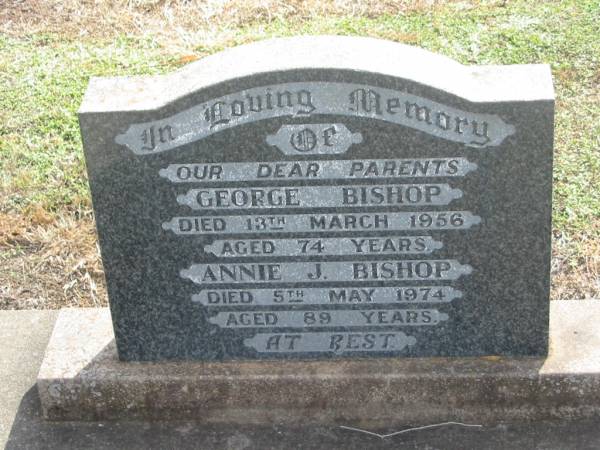 In Loving Memory
Of
OUR DEAR PARENTS
GEORGE BISHOP
DIED 13TH MARCH 1956
AGED 74 YEARS.
ANNIE J. BISHOP
DIED 5TH MAY 1974
AGED 89 YEARS.
AT REST.